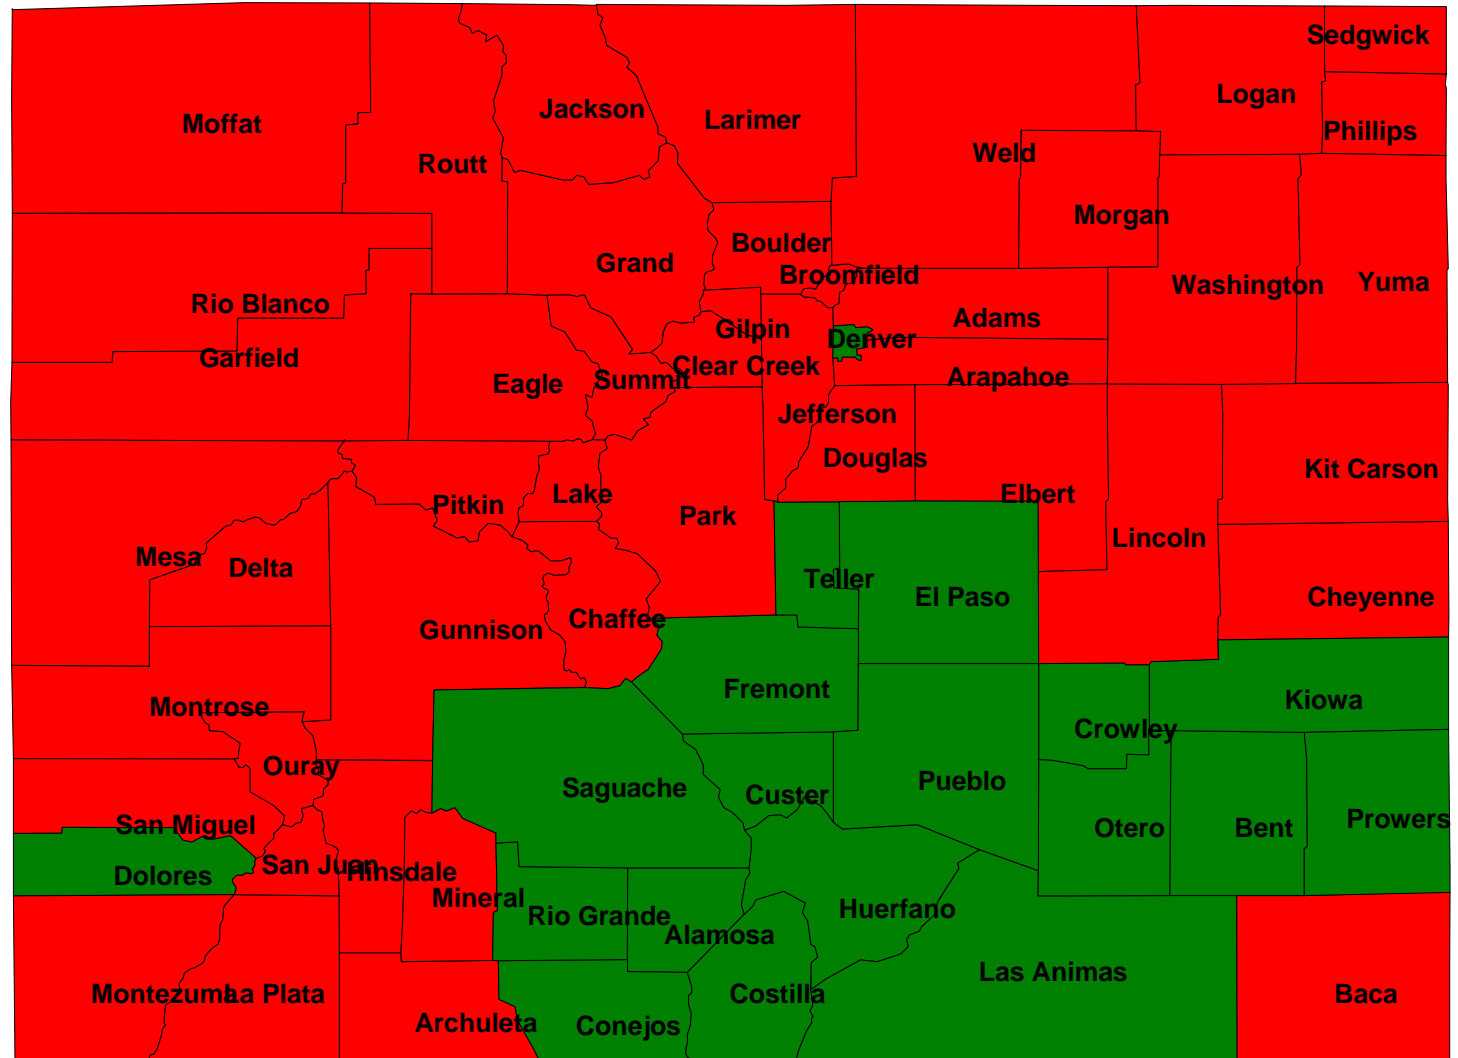 Sedgwick
Logan
Jackson
Larimer
Moffat
Phillips
Weld
Routt
Morgan
Boulder
Grand
Broomfield
Yuma
Washington
Rio Blanco
Adams
Gilpin
Denver
Garfield
Clear Creek
Arapahoe
Summit
Eagle
Jefferson
Douglas
Kit Carson
Elbert
Lake
Pitkin
Park
Lincoln
Mesa
Delta
Teller
El Paso
Cheyenne
Chaffee
Gunnison
Fremont
Kiowa
Montrose
Crowley
Ouray
Pueblo
Saguache
Custer
Prowers
San Miguel
Otero
Bent
San Juan
Hinsdale
Dolores
Mineral
Huerfano
Rio Grande
Alamosa
Las Animas
Montezuma
La Plata
Costilla
Baca
Archuleta
Conejos